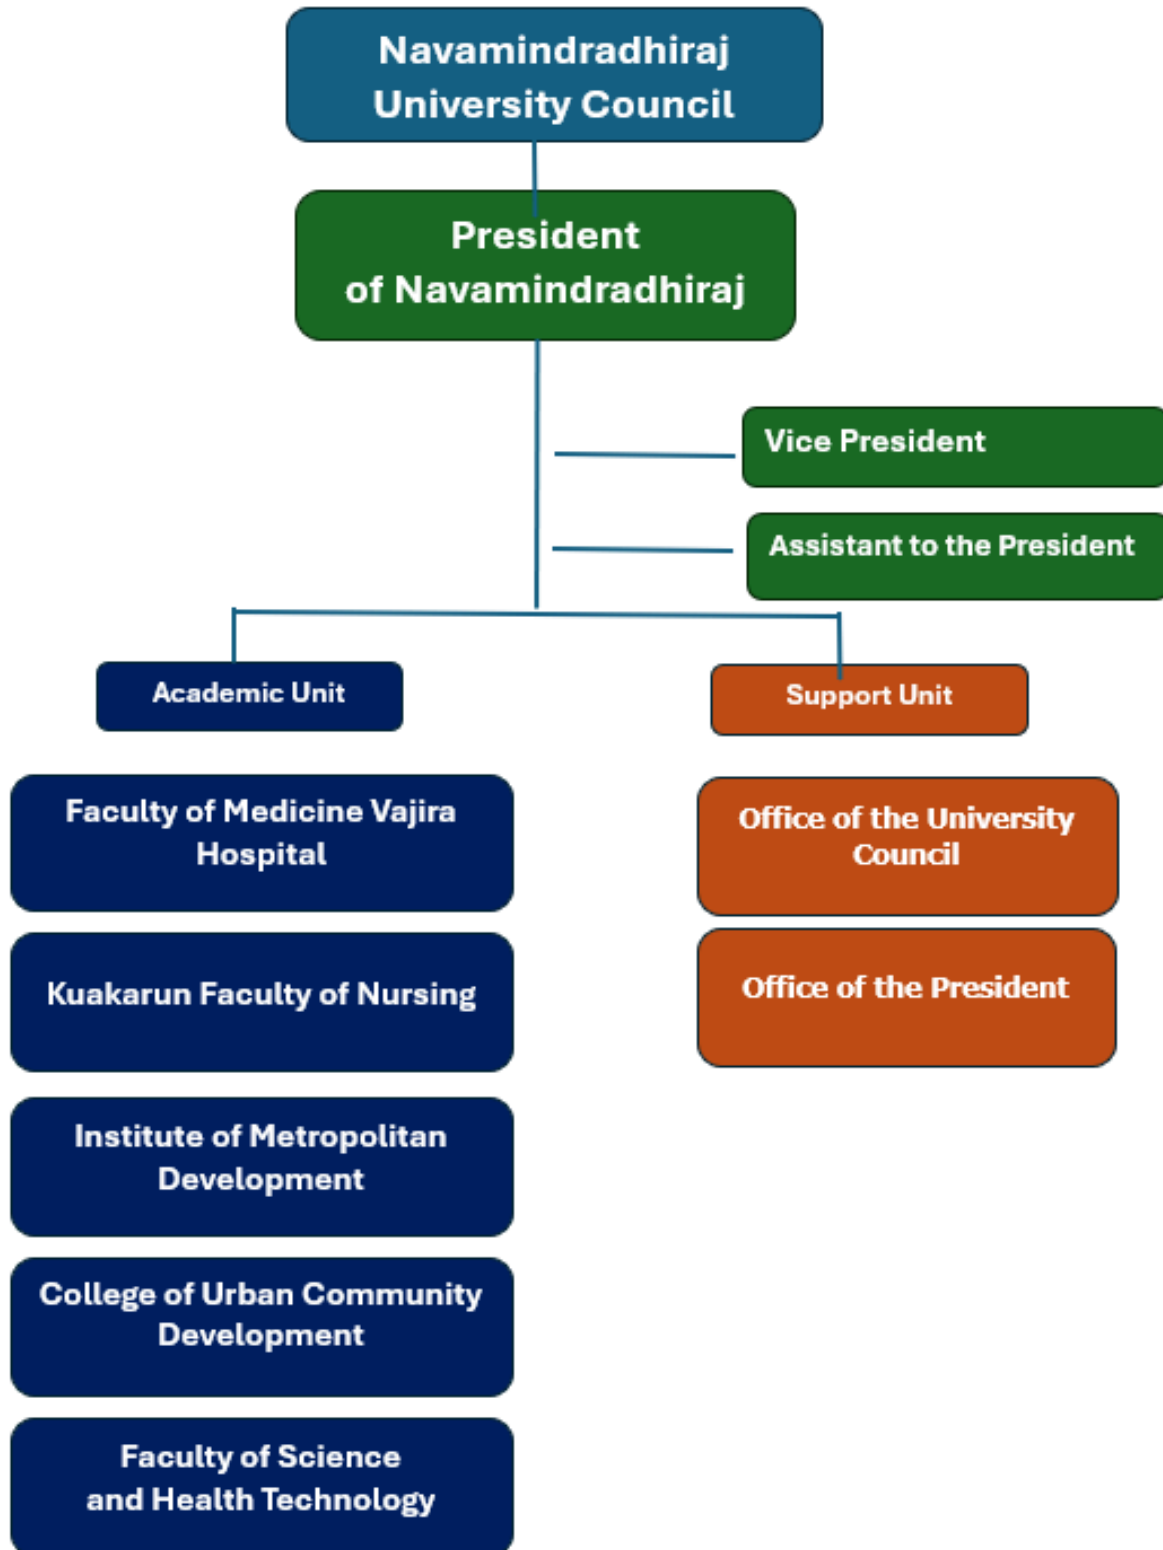 Navamindradhiraj
University Council
President
of Navamindradhiraj
Vice President
Assistant to the President
Academic Unit
Support Unit
Faculty of Medicine Vajira
Hospital
Kuakarun Faculty of Nursing
Institute of Metropolitan
Development
College of Urban Community
Development
Faculty of Science
and Health Technology
Office of the University
Council
Office of the President